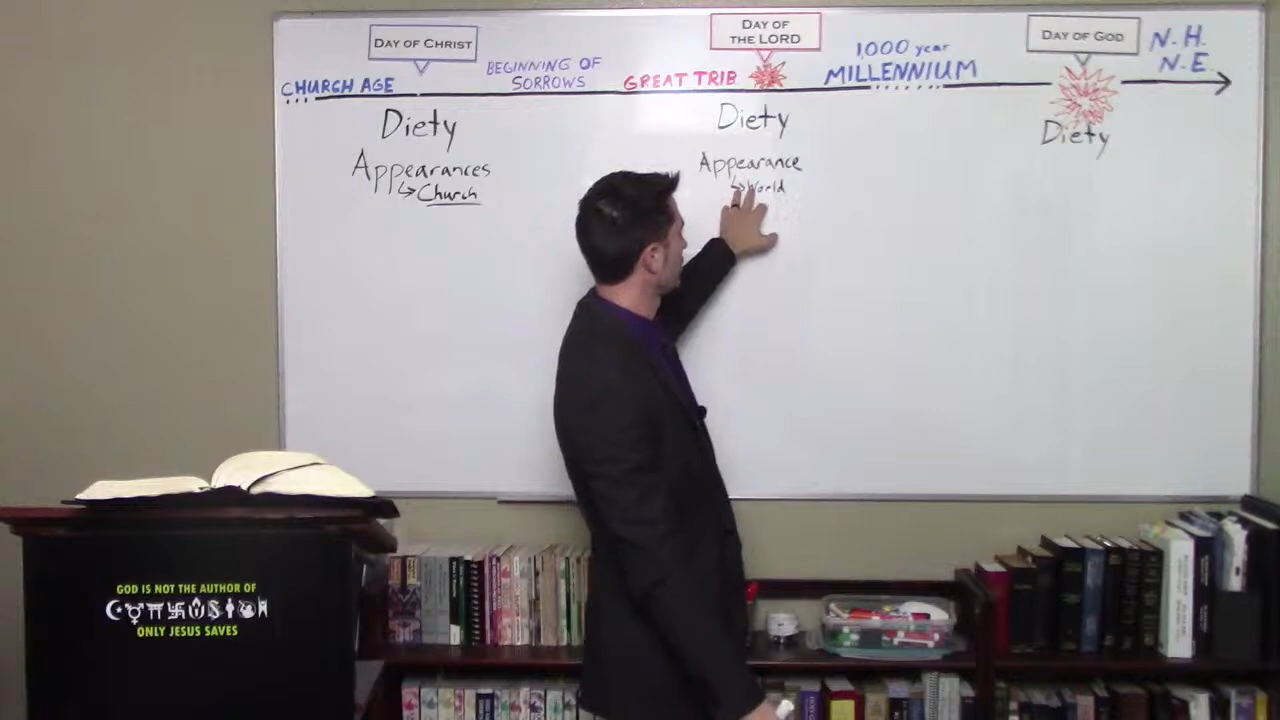 DAY OF CHRIST
DAY OF
THE LORD
DAY OF GOD
CHURCH AGE
BEGINNING OF
SORROWS
GREAT TRIB
1,000 year
MILLENNIUM
N.H.
N.E.
Diety
Appearances
Church
Diety
Appearance
World
Diety
GOD IS NOT THE AUTHOR OF
ONLY JESUS SAVES